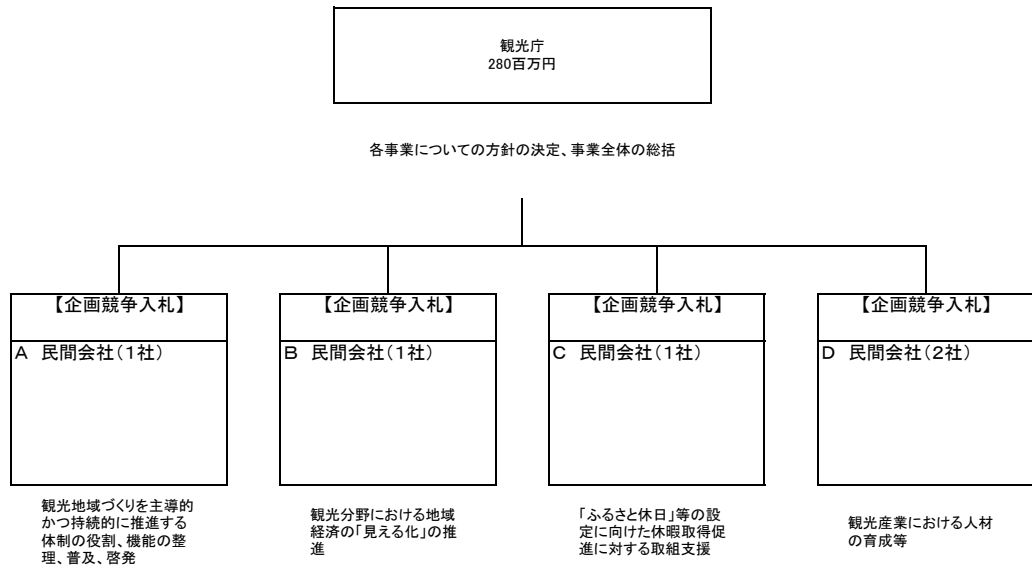 観光庁
280百万円
各事業についての方針の決定、事業全体の総括
【企画競争入札】
A 民間会社(1社)
観光地域づくりを主導的
かつ持続的に推進する
体制の役割、機能の整
理、普及、啓発
【企画競争入札】
B 民間会社(1社)
観光分野における地域
経済の「見える化」の推
進
【企画競争入札】
C 民間会社(1社)
「ふるさと休日」等の設
定に向けた休暇取得促
進に対する取組支援
【企画競争入札】
D 民間会社(2社)
観光産業における人材
の育成等